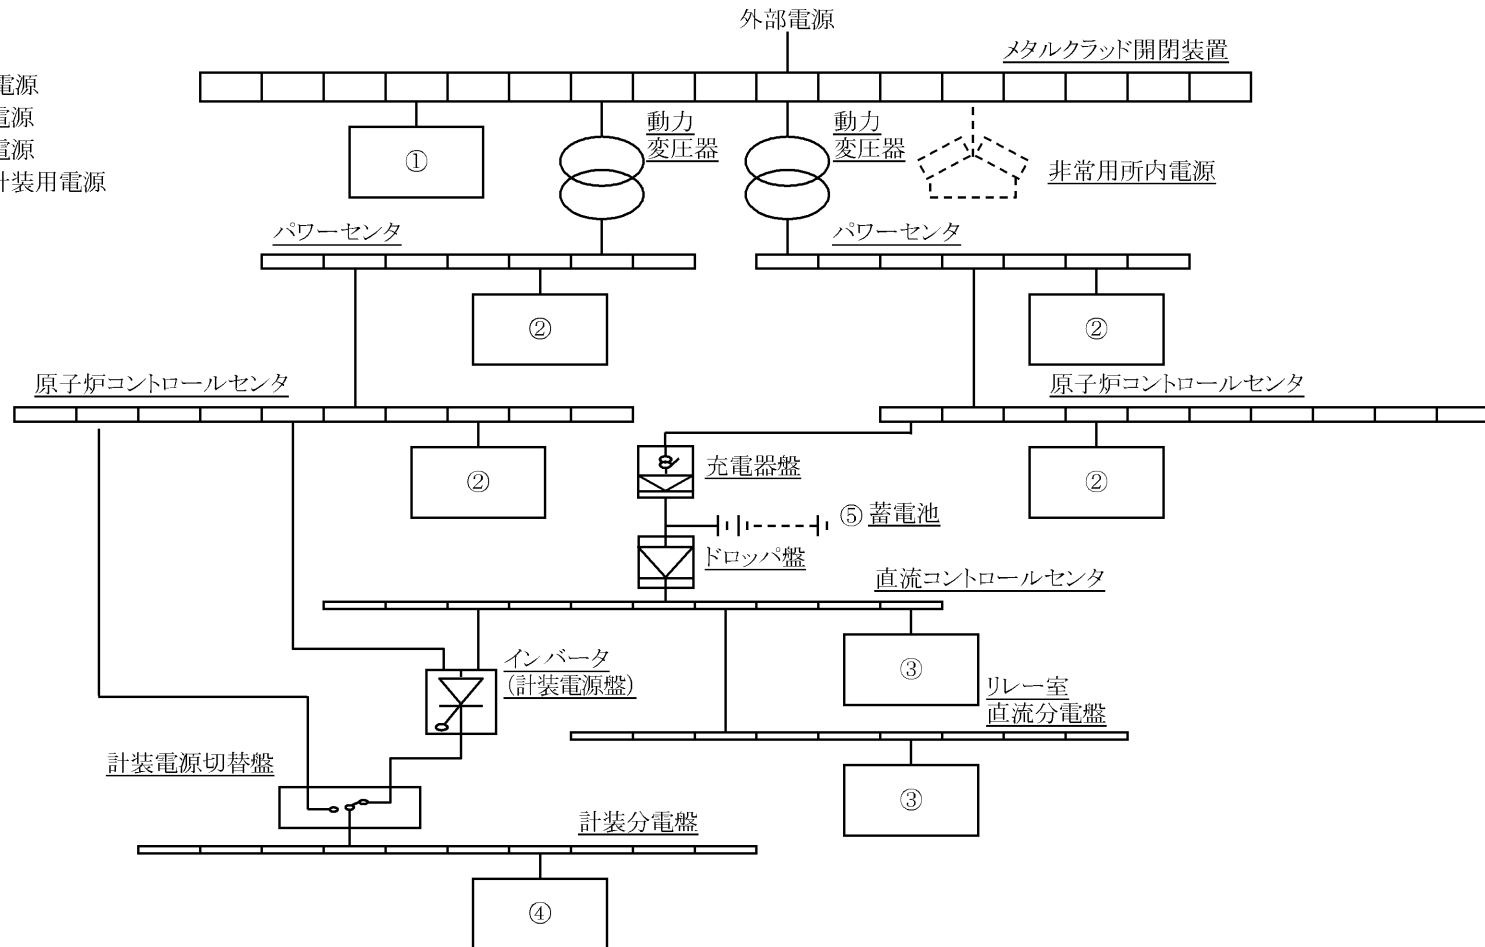 外部電源
メタルクラッド開閉装置
電源
電源
電源
計装用電源
①
動力
変圧器
動力
変圧器
非常用所内電源
パワーセンタ
パワーセンタ
②
②
原子炉コントロールセンタ
原子炉コントロールセンタ
②
②
充電器盤
⑤ 蓄電池
ドロッパ盤
直流コントロールセンタ
③
インバータ
(計装電源盤)
リレー室
直流分電盤
計装電源切替盤
③
計装分電盤
④